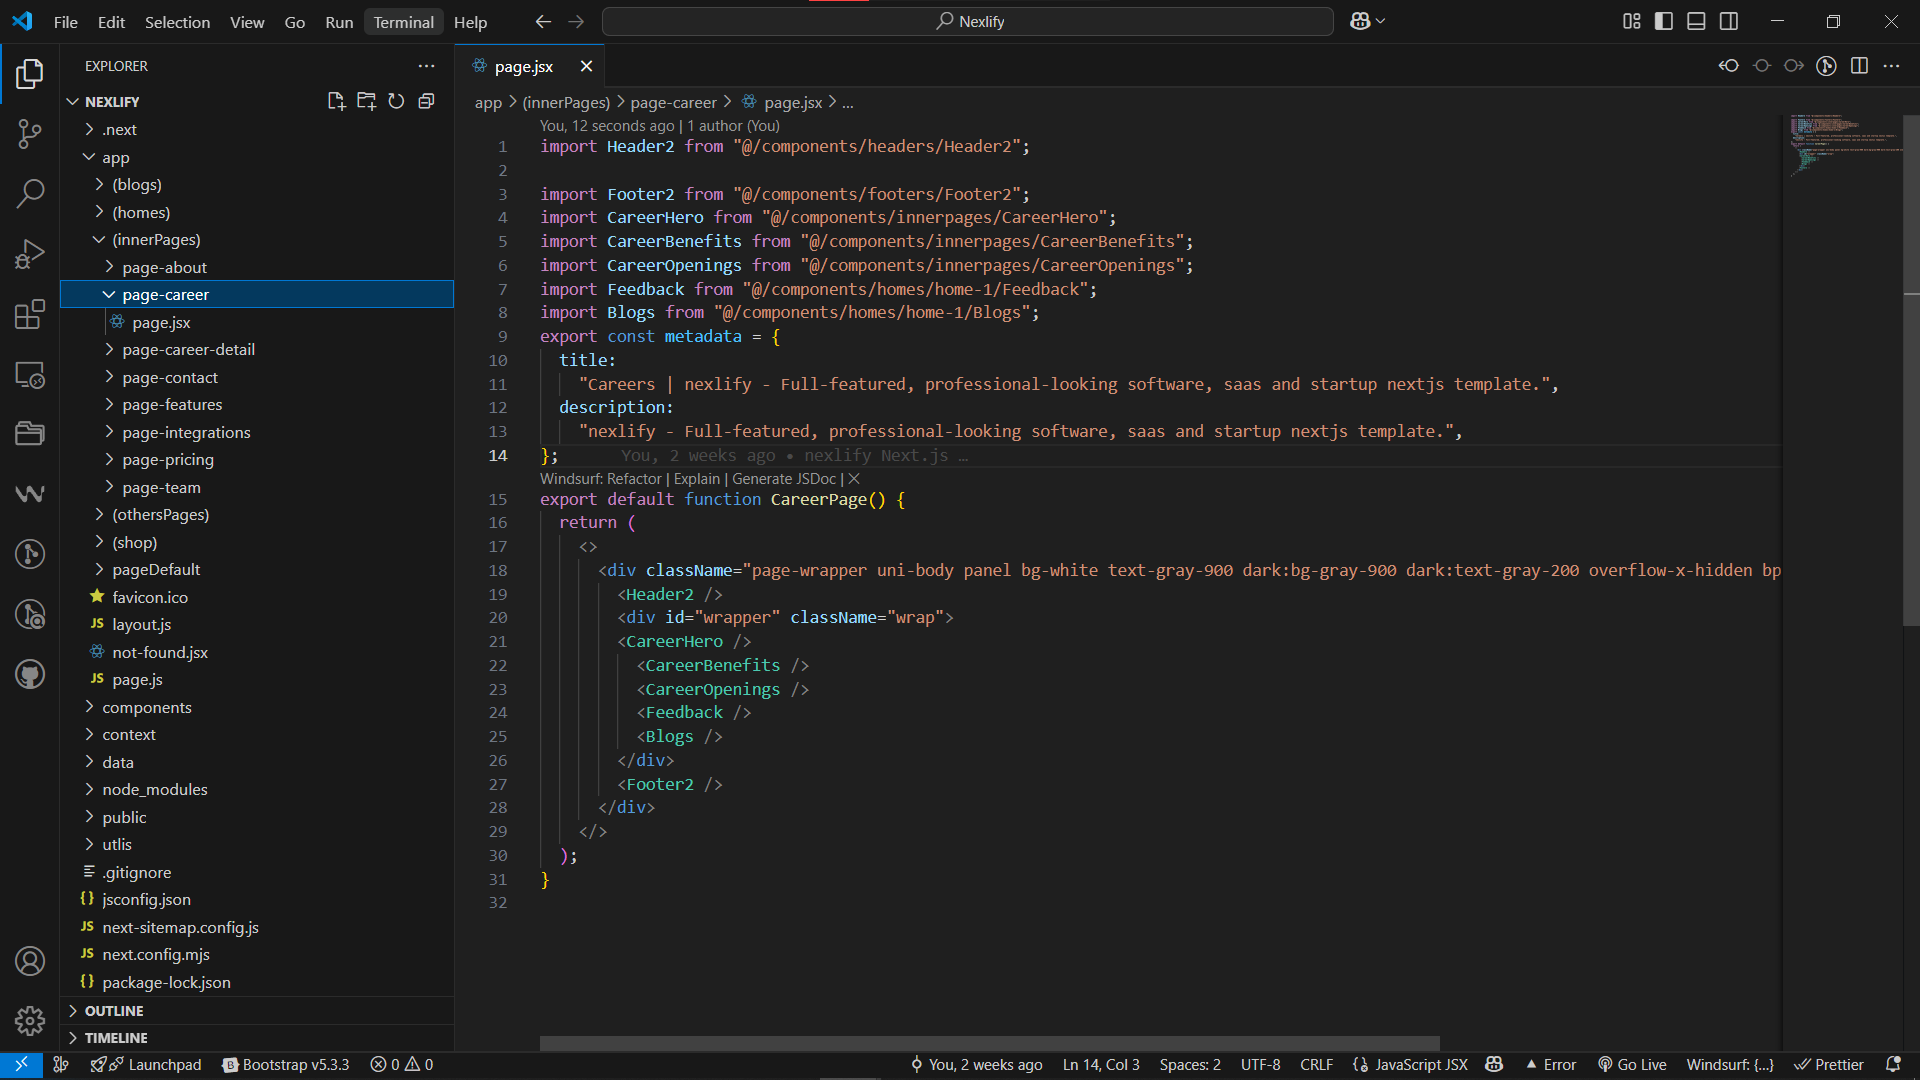 File Edit Selection View Go Run Terminal Help
Nexlify
EXPLORER
NEXLIFY
.next
app
(blogs)
(homes)
(innerPages)
page-about
page-career
page.jsx
page-career-detail
page-contact
page-features
page-integrations
page-pricing
page-team
(othersPages)
(shop)
pageDefault
favicon.ico
JS layout.js
not-found.jsx
JS page.js
components
context
data
node_modules
public
utlis
.gitignore
{} jsconfig.json
JS next-sitemap.config.js
JS next.config.mjs
{} package-lock.json
OUTLINE
TIMELINE
page.jsx
app > (innerPages) > page-career > page.jsx > ...
You, 12 seconds ago | 1 author (You)
1 import Header2 from "@/components/headers/Header2";
2
3 import Footer2 from "@/components/footers/Footer2";
4 import CareerHero from "@/components/innerpages/CareerHero";
5 import CareerBenefits from "@/components/innerpages/CareerBenefits";
6 import CareerOpenings from "@/components/innerpages/CareerOpenings";
7 import Feedback from "@/components/homes/home-1/Feedback";
8 import Blogs from "@/components/homes/home-1/Blogs";
9 export const metadata = {
10 title:
11 "Careers | nexlify - Full-featured, professional-looking software, saas and startup nextjs template.",
12 description:
13 "nexlify - Full-featured, professional-looking software, saas and startup nextjs template.",
14 }; You, 2 weeks ago • nexlify Next.js …
Windsurf: Refactor | Explain | Generate JSDoc | X
15 export default function CareerPage() {
16 return (
17 <>
18 <div className="page-wrapper uni-body panel bg-white text-gray-900 dark:bg-gray-900 dark:text-gray-200 overflow-x-hidden bp
19 <Header2 />
20 <div id="wrapper" className="wrap">
21 <CareerHero />
22 <CareerBenefits />
23 <CareerOpenings />
24 <Feedback />
25 <Blogs />
26 </div>
27 <Footer2 />
28 </div>
29 </>
30 );
31 }
32
Launchpad Bootstrap v5.3.3 0 0 You, 2 weeks ago Ln 14, Col 3 Spaces: 2 UTF-8 CRLF JavaScript JSX Error Go Live Windsurf: {...} Prettier